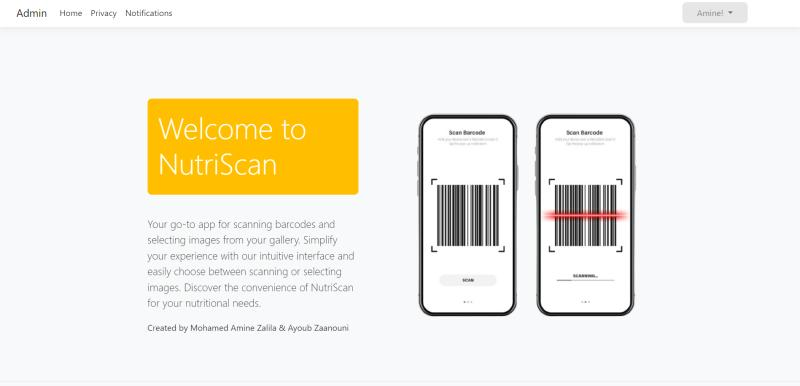 Admin Home Privacy Notifications Amine!
Welcome to
NutriScan
Your go-to app for scanning barcodes and
selecting images from your gallery. Simplify
your experience with our intuitive interface and
easily choose between scanning or selecting
images. Discover the convenience of NutriScan
for your nutritional needs.
Created by Mohamed Amine Zalila & Ayoub Zaanouni
Scan Barcode
SCAN
Scan Barcode
SCANNING...